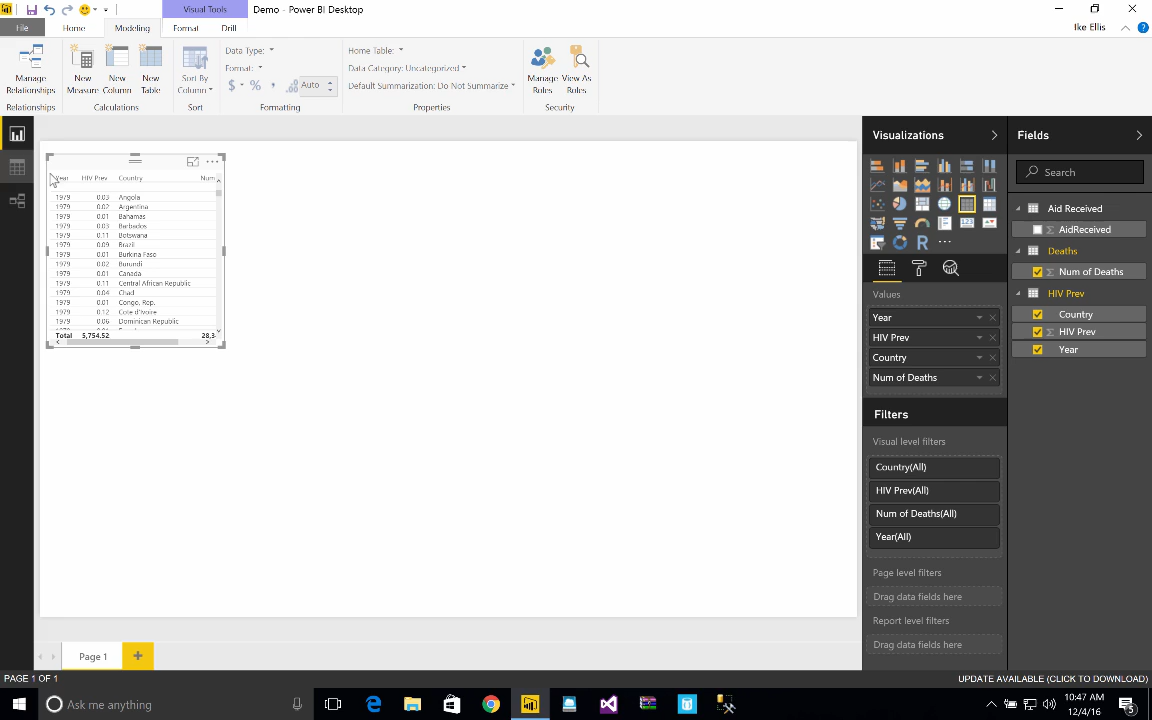 Visual Tools
Demo - Power BI Desktop
File
Home
Modeling
Format
Drill
Ike Ellis
Manage Relationships
New Measure
New Column
New Table
Sort By Column
Data Type:
Format:
$ % , Auto
Home Table:
Data Category: Uncategorized
Default Summarization: Do Not Summarize
Manage Roles
View As Roles
Relationships
Calculations
Sort
Formatting
Properties
Security
Year HIV Prev Country Num
1979 0.03 Angola
1979 0.02 Argentina
1979 0.01 Bahamas
1979 0.03 Barbados
1979 0.11 Botswana
1979 0.09 Brazil
1979 0.01 Burkina Faso
1979 0.02 Burundi
1979 0.01 Canada
1979 0.11 Central African Republic
1979 0.04 Chad
1979 0.01 Congo, Rep.
1979 0.12 Cote d'Ivoire
1979 0.06 Dominican Republic
Total 5,754.52 28,3
Visualizations
R
Values
Year
HIV Prev
Country
Num of Deaths
Filters
Visual level filters
Country(All)
HIV Prev(All)
Num of Deaths(All)
Year(All)
Page level filters
Drag data fields here
Report level filters
Drag data fields here
Fields
Search
Aid Received
Σ AidReceived
Deaths
Σ Num of Deaths
HIV Prev
Country
Σ HIV Prev
Year
Page 1
PAGE 1 OF 1
UPDATE AVAILABLE (CLICK TO DOWNLOAD)
Ask me anything
10:47 AM
12/4/16
5